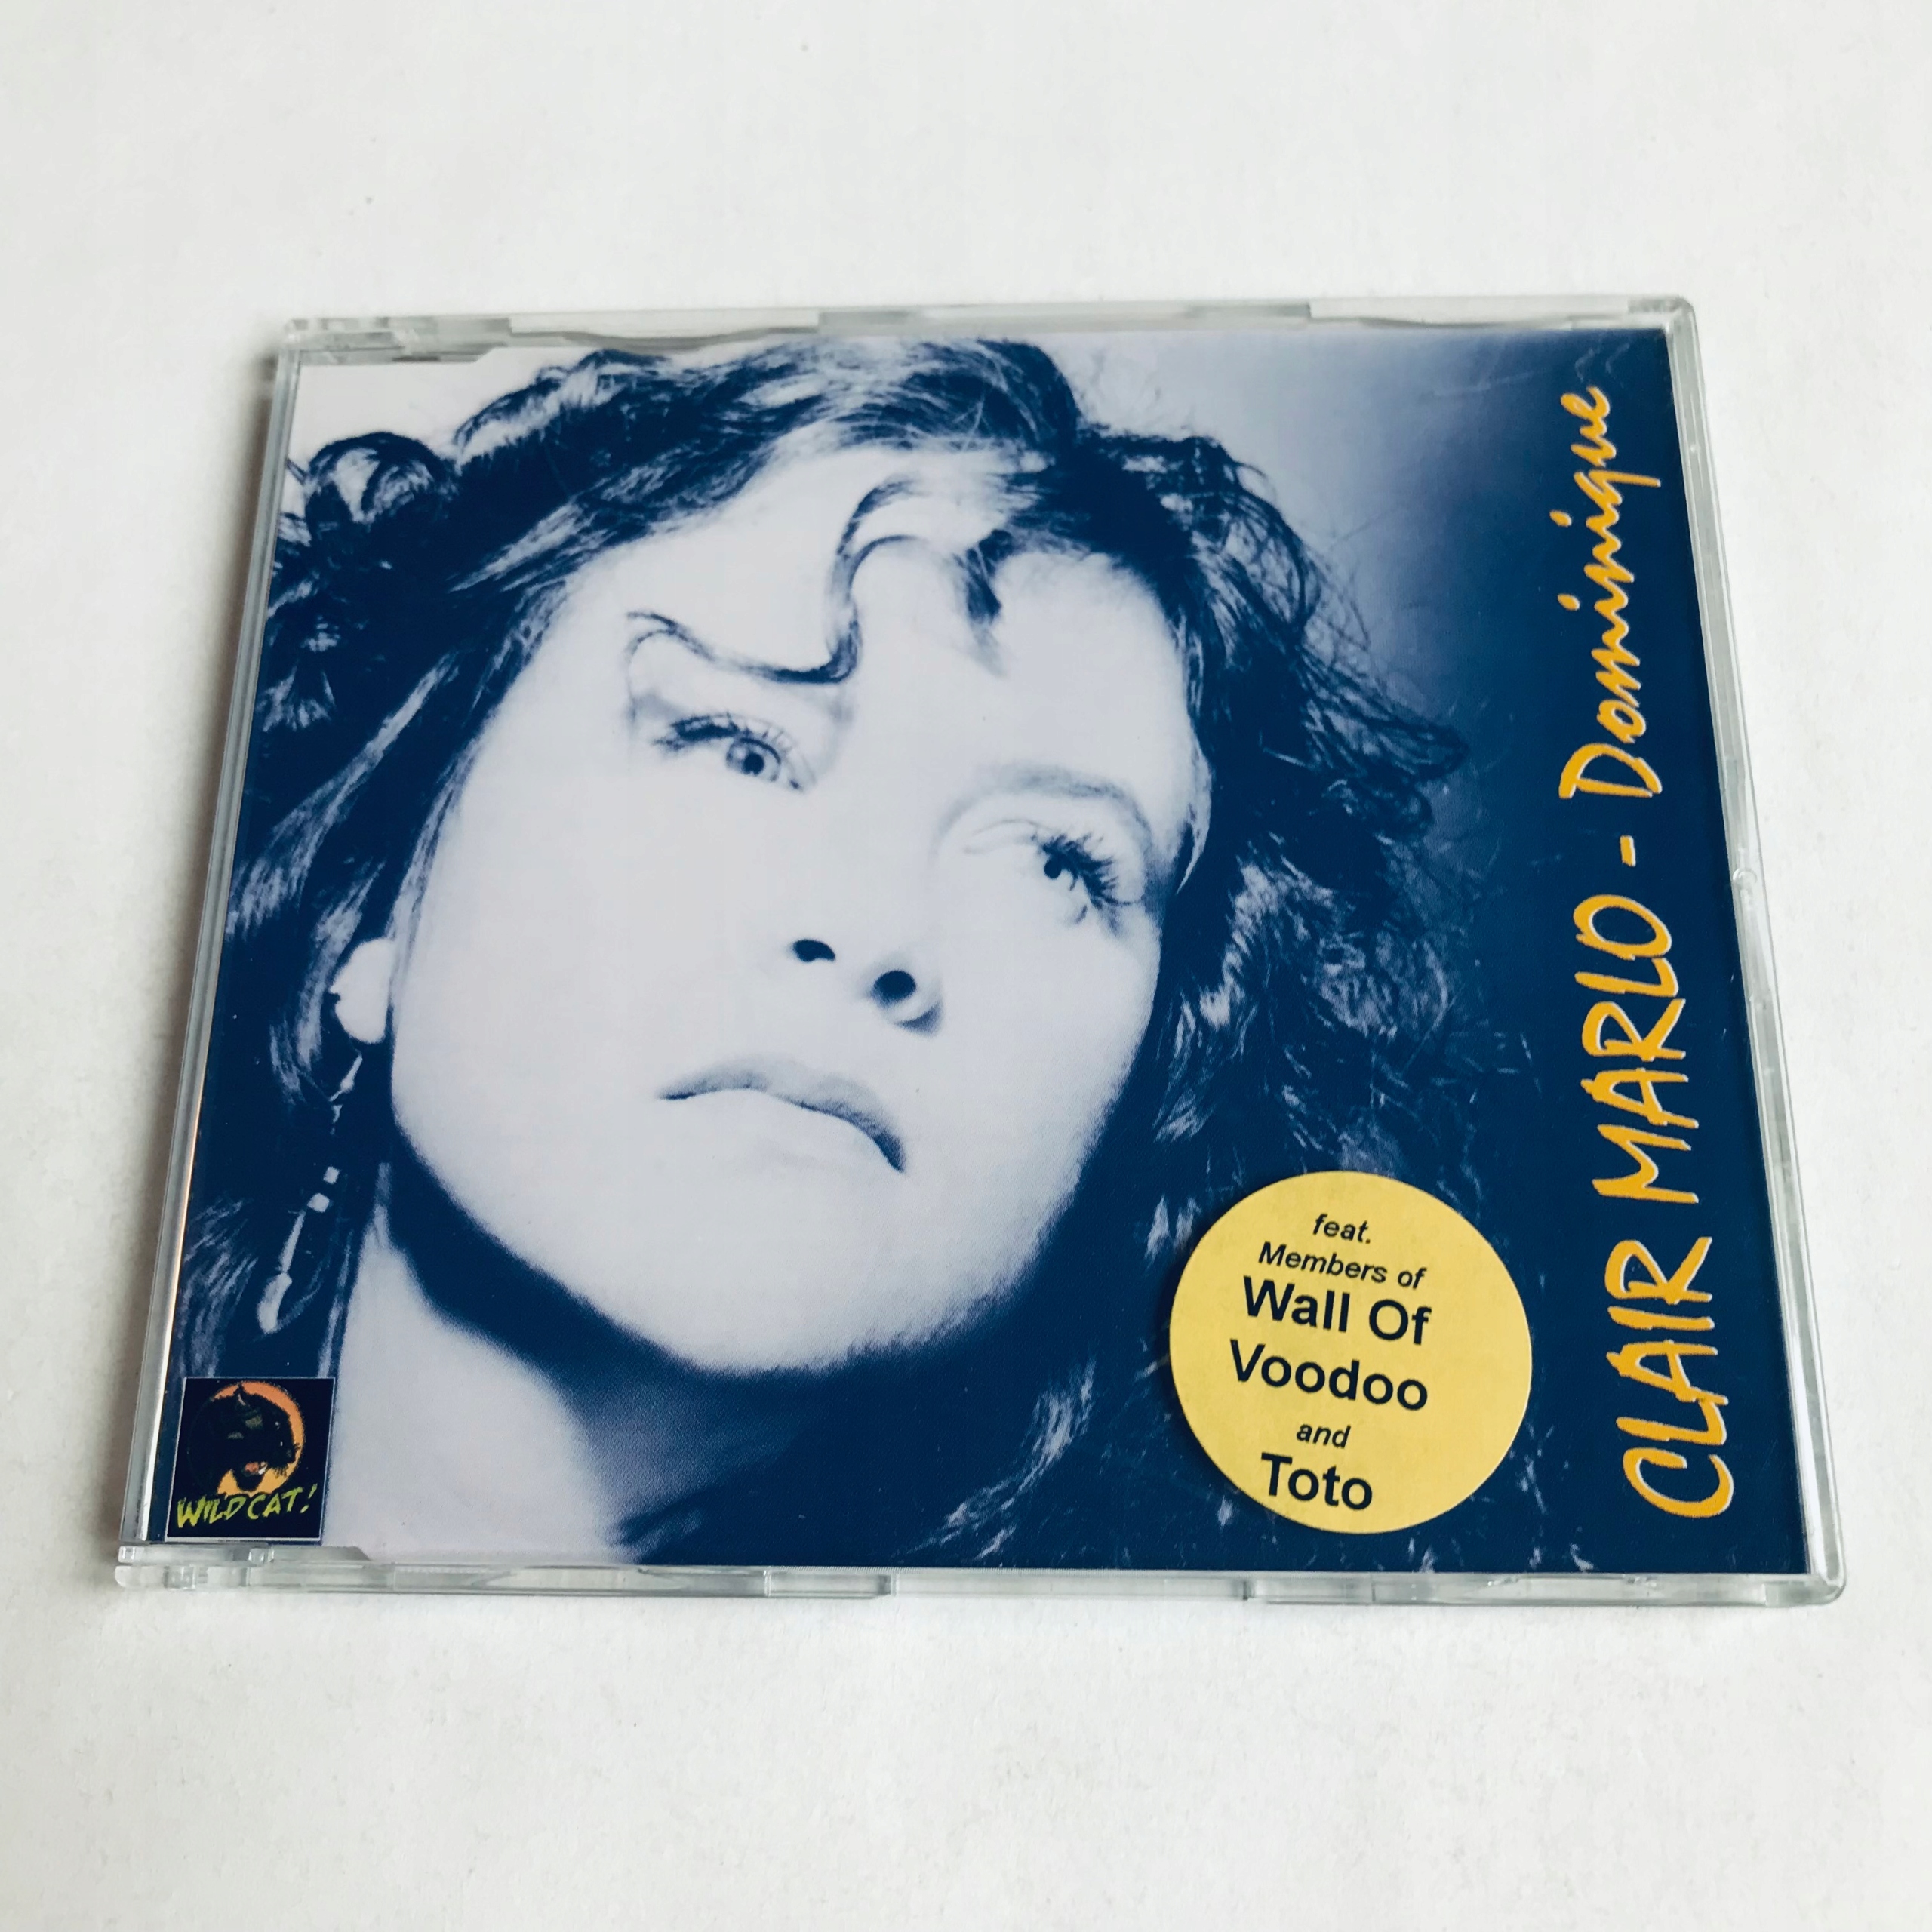 CLAIR MARLO - Dominique
feat.
Members of
Wall Of
Voodoo
and
Toto
WILDCAT!